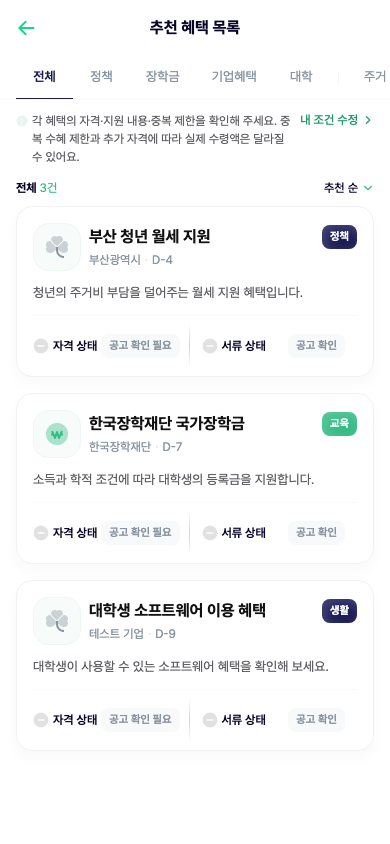 추천 혜택 목록
전체 정책 장학금 기업혜택 대학 주거
각 혜택의 자격·지원 내용·중복 제한을 확인해 주세요. 중
복 수혜 제한과 추가 자격에 따라 실제 수령액은 달라질
수 있어요.
내 조건 수정
전체 3건 추천 순
부산 청년 월세 지원 정책
부산광역시 · D-4
청년의 주거비 부담을 덜어주는 월세 지원 혜택입니다.
자격 상태 공고 확인 필요 서류 상태 공고 확인
한국장학재단 국가장학금 교육
한국장학재단 · D-7
소득과 학적 조건에 따라 대학생의 등록금을 지원합니다.
자격 상태 공고 확인 필요 서류 상태 공고 확인
대학생 소프트웨어 이용 혜택 생활
테스트 기업 · D-9
대학생이 사용할 수 있는 소프트웨어 혜택을 확인해 보세요.
자격 상태 공고 확인 필요 서류 상태 공고 확인